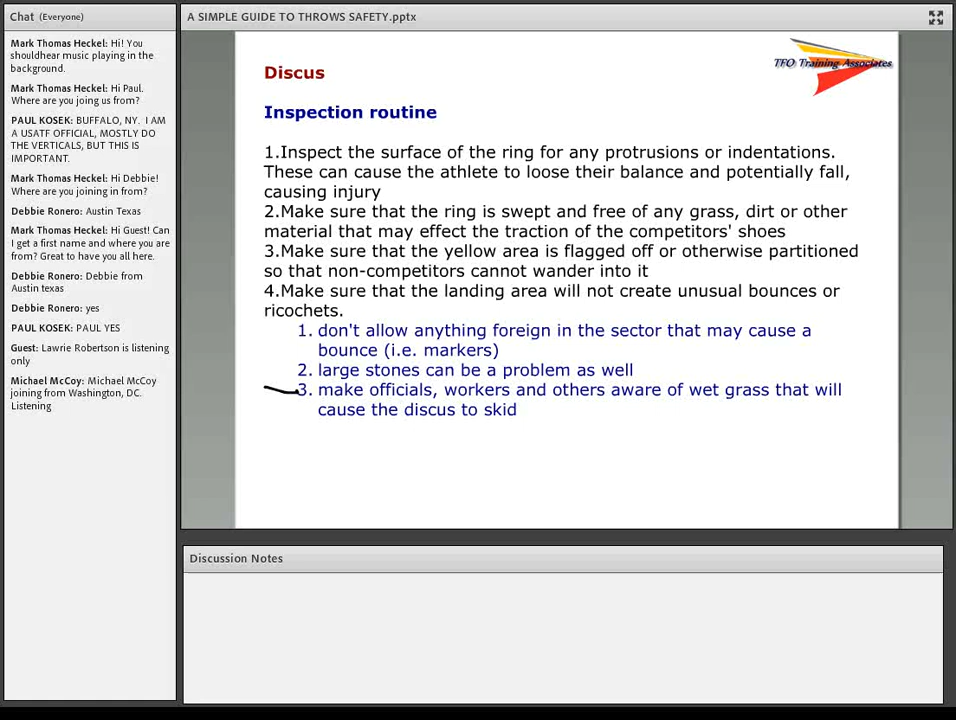 Chat (Everyone)
Mark Thomas Heckel: Hi! You
shouldhear music playing in the
background.
Mark Thomas Heckel: Hi Paul.
Where are you joing us from?
PAUL KOSEK: BUFFALO, NY. I AM
A USATF OFFICIAL, MOSTLY DO
THE VERTICALS, BUT THIS IS
IMPORTANT.
Mark Thomas Heckel: Hi Debbie!
Where are you joining in from?
Debbie Ronero: Austin Texas
Mark Thomas Heckel: Hi Guest! Can
I get a first name and where you are
from? Great to have you all here.
Debbie Ronero: Debbie from
Austin texas
Debbie Ronero: yes
PAUL KOSEK: PAUL YES
Guest: Lawrie Robertson is listening
only
Michael McCoy: Michael McCoy
joining from Washington, DC.
Listening
A SIMPLE GUIDE TO THROWS SAFETY.pptx
TFO Training Associates
Discus
Inspection routine
1.Inspect the surface of the ring for any protrusions or indentations.
These can cause the athlete to loose their balance and potentially fall,
causing injury
2.Make sure that the ring is swept and free of any grass, dirt or other
material that may effect the traction of the competitors' shoes
3.Make sure that the yellow area is flagged off or otherwise partitioned
so that non-competitors cannot wander into it
4.Make sure that the landing area will not create unusual bounces or
ricochets.
1. don't allow anything foreign in the sector that may cause a
bounce (i.e. markers)
2. large stones can be a problem as well
3. make officials, workers and others aware of wet grass that will
cause the discus to skid
Discussion Notes